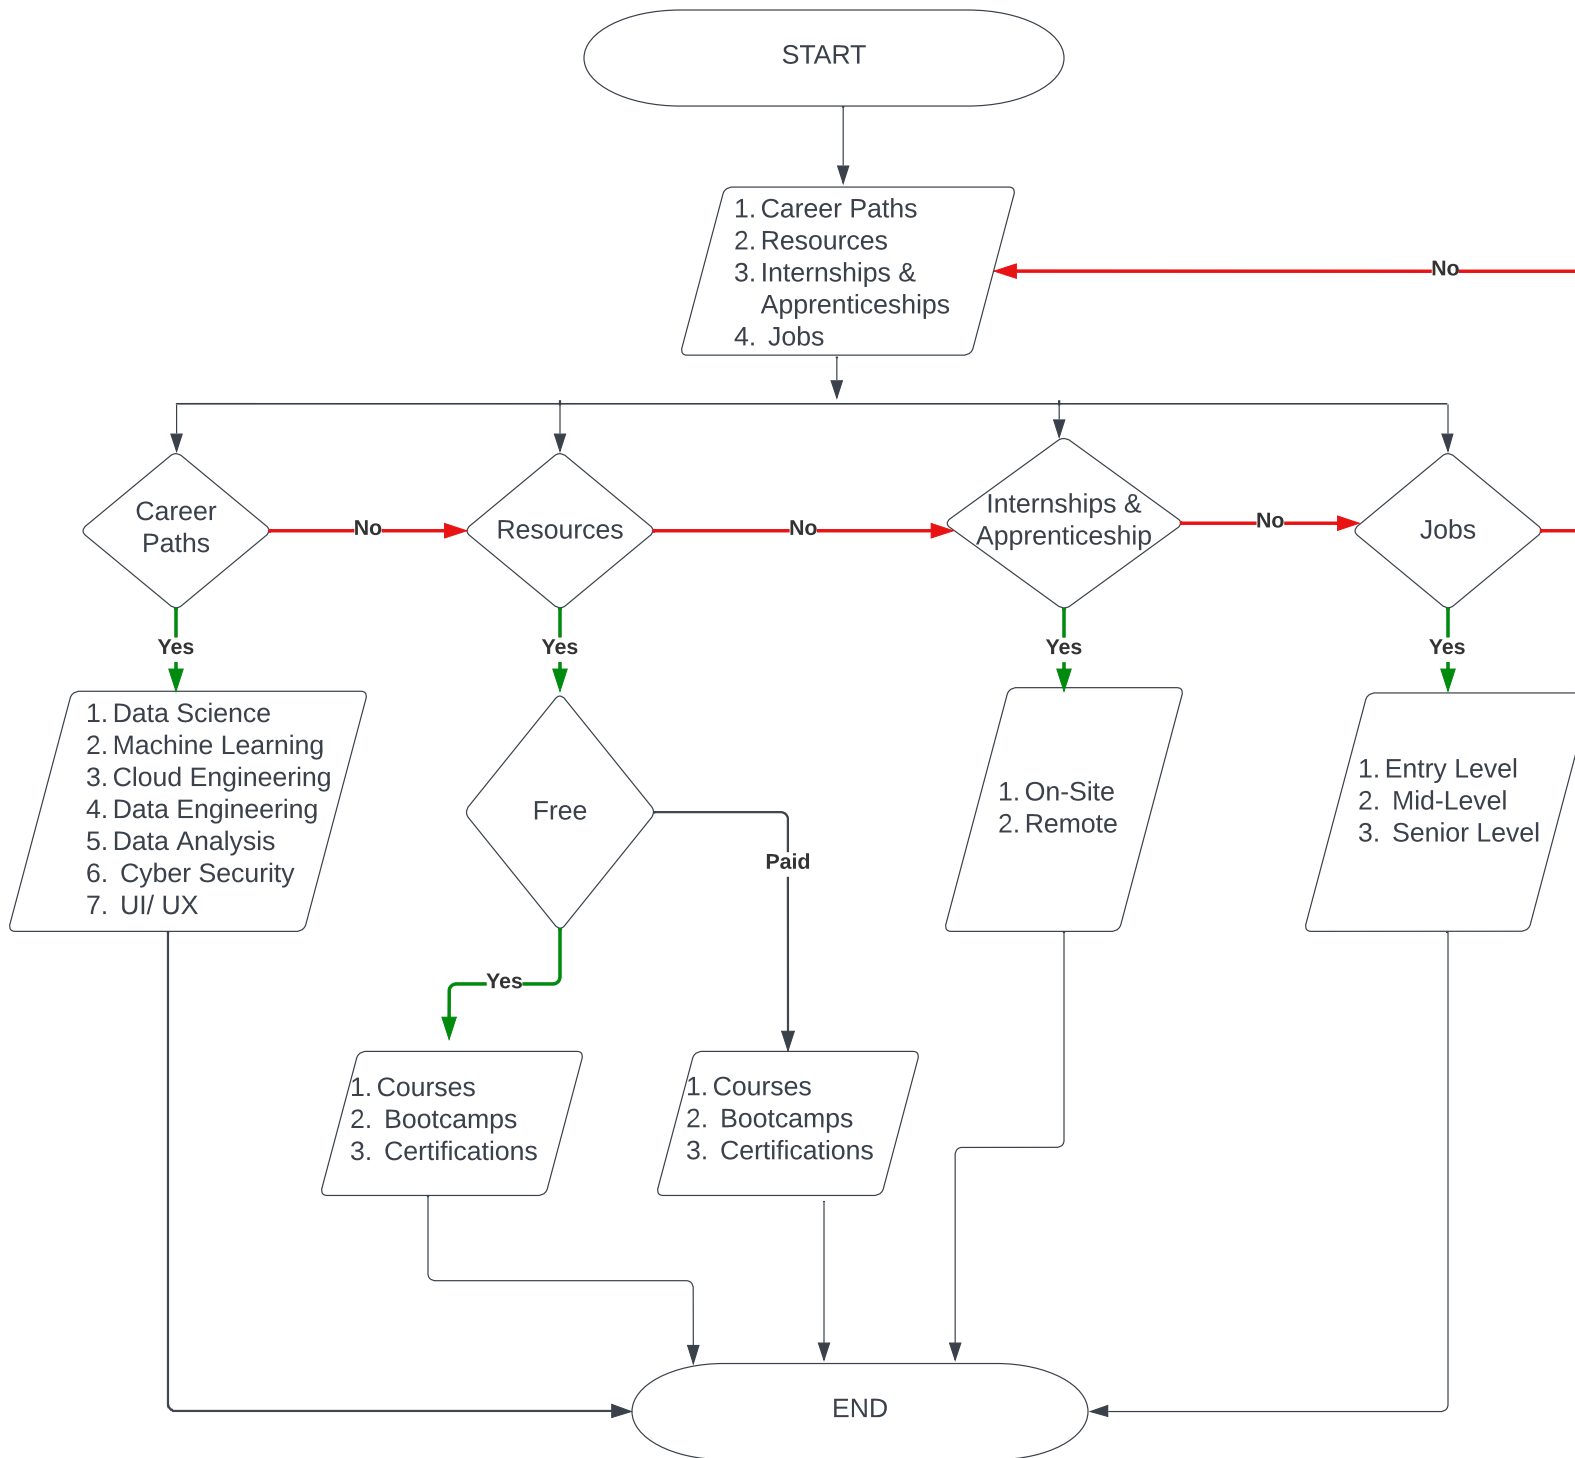 START
1. Career Paths
2. Resources
3. Internships &
Apprenticeships
4. Jobs
No
Career
Paths
No
Resources
No
Internships &
Apprenticeship
No
Jobs
Yes
Yes
Yes
Yes
1. Data Science
2. Machine Learning
3. Cloud Engineering
4. Data Engineering
5. Data Analysis
6. Cyber Security
7. UI/ UX
Free
Paid
Yes
1. On-Site
2. Remote
1. Entry Level
2. Mid-Level
3. Senior Level
1. Courses
2. Bootcamps
3. Certifications
1. Courses
2. Bootcamps
3. Certifications
END